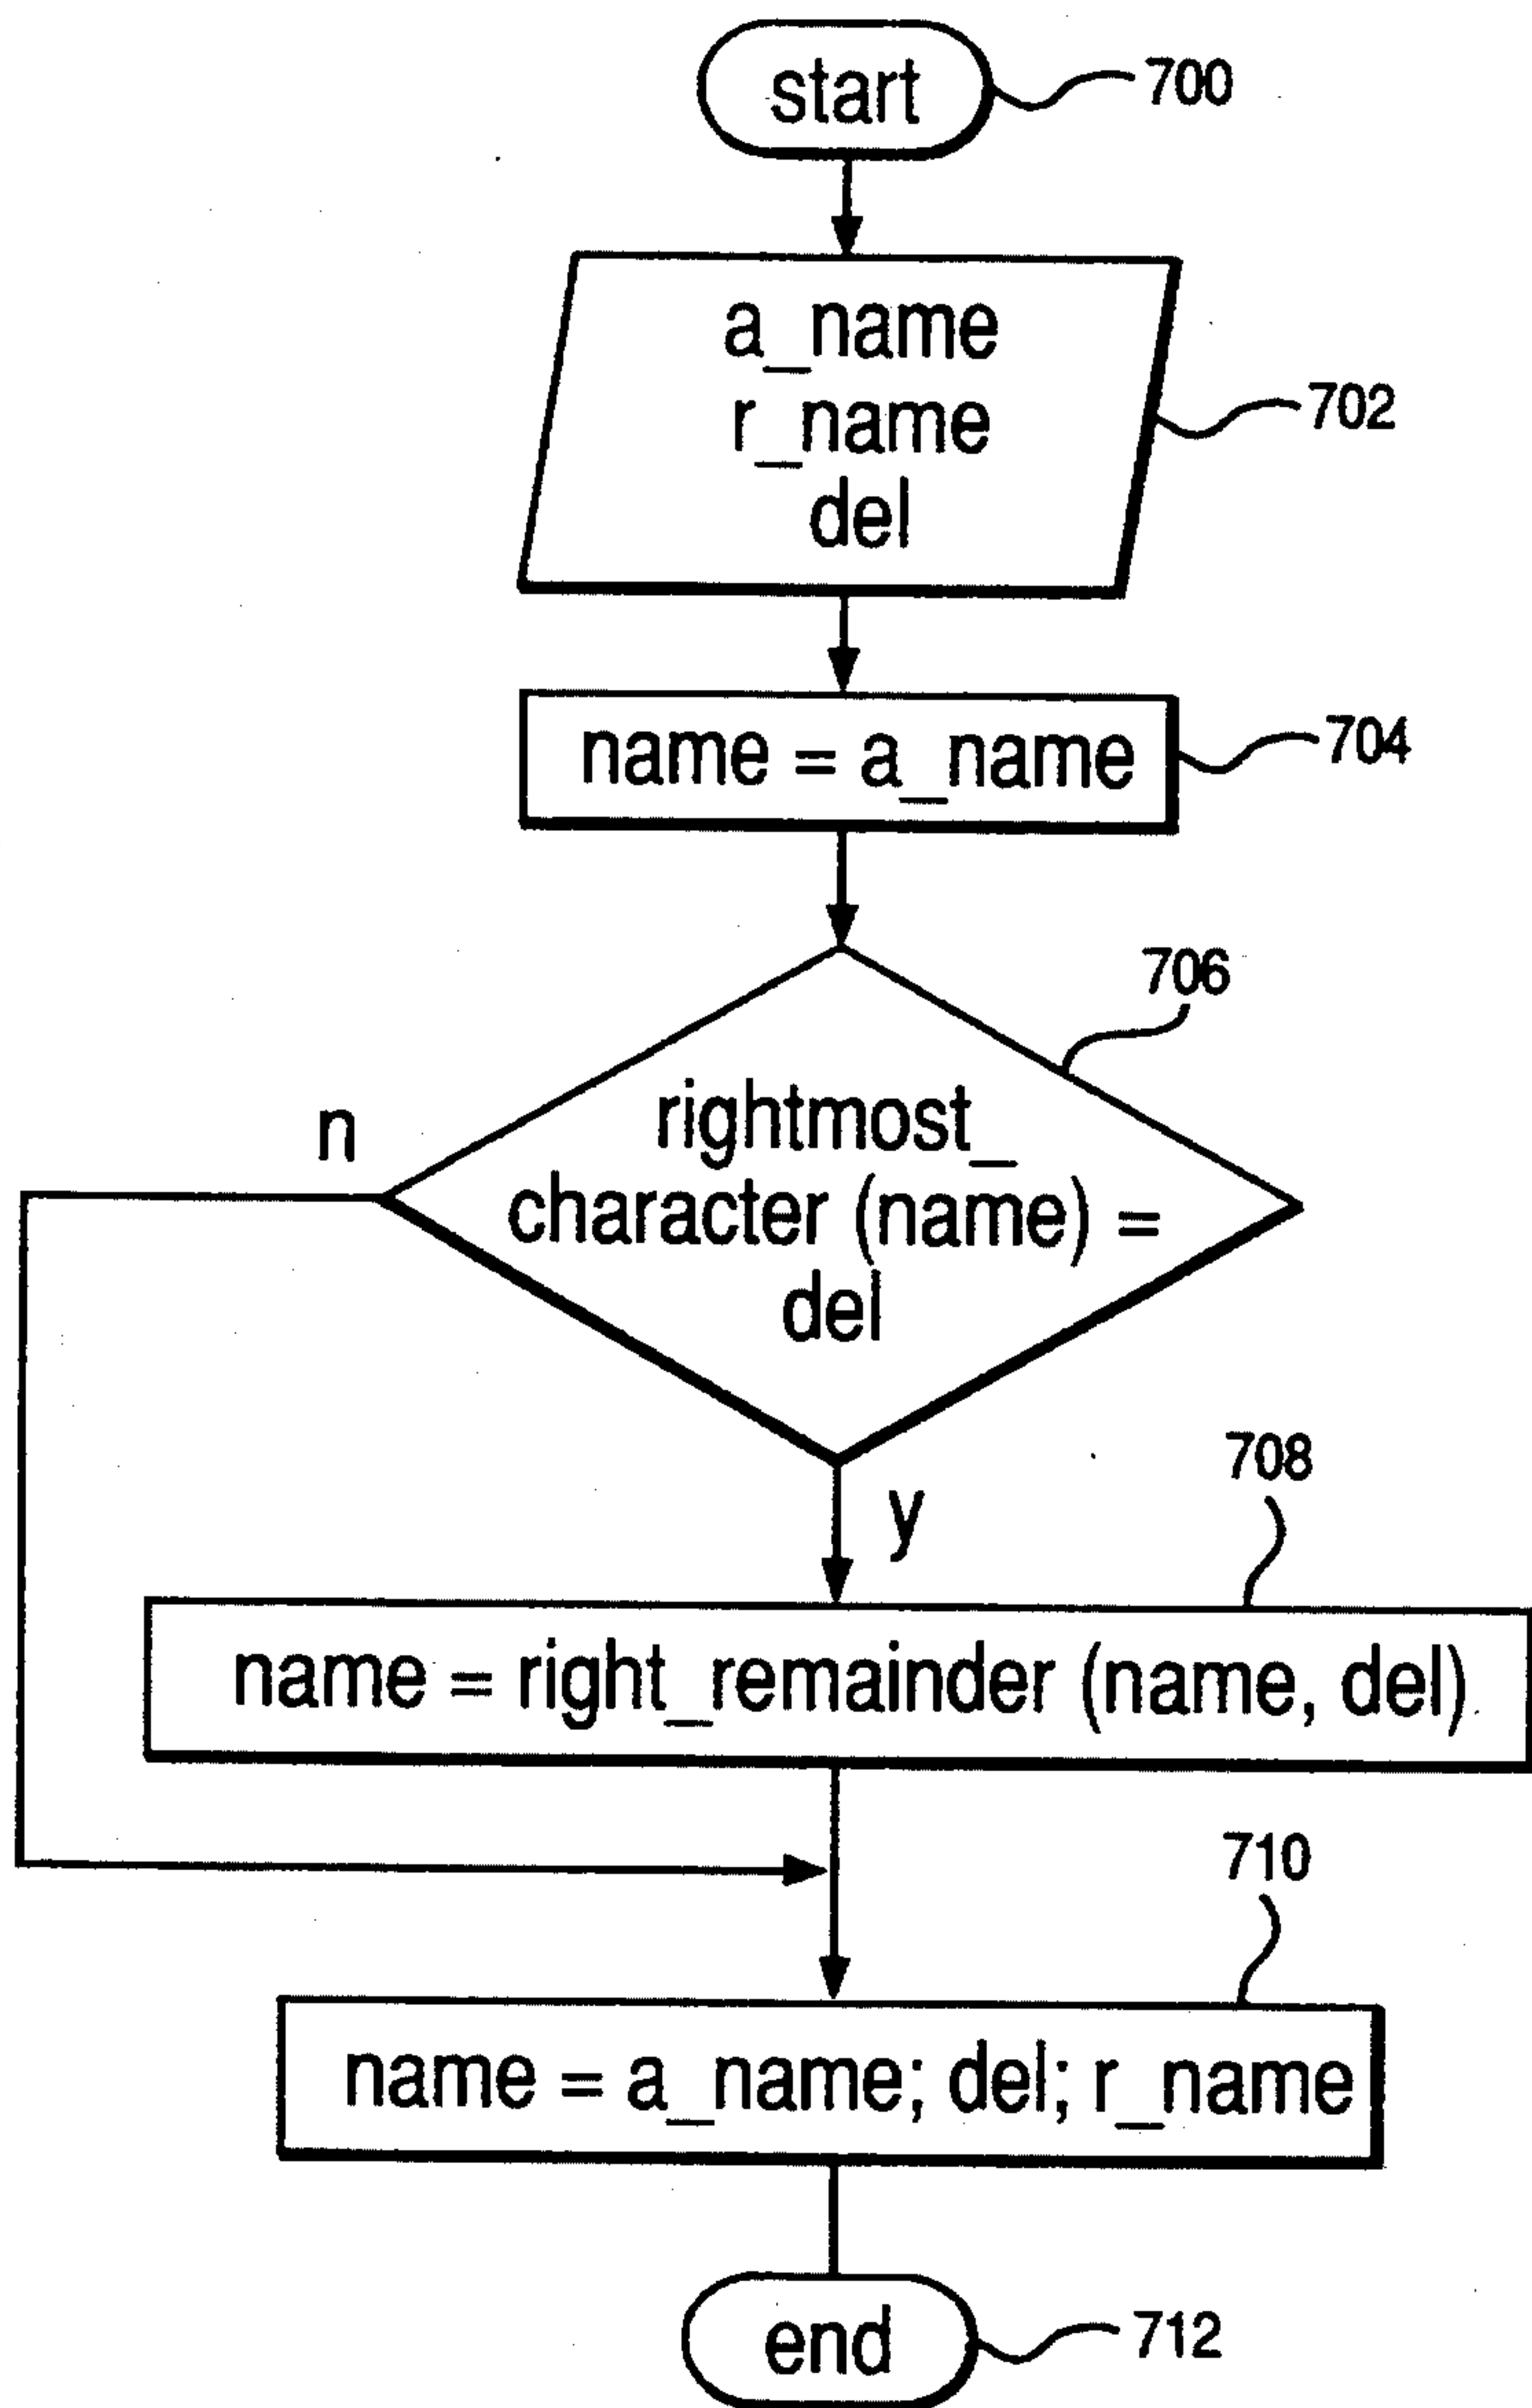 start
700
a_name
r_name
del
702
name = a_name
704
706
rightmost_
character (name) =
del
n
y
708
name = right_remainder (name, del)
710
name = a_name; del; r_name
end
712